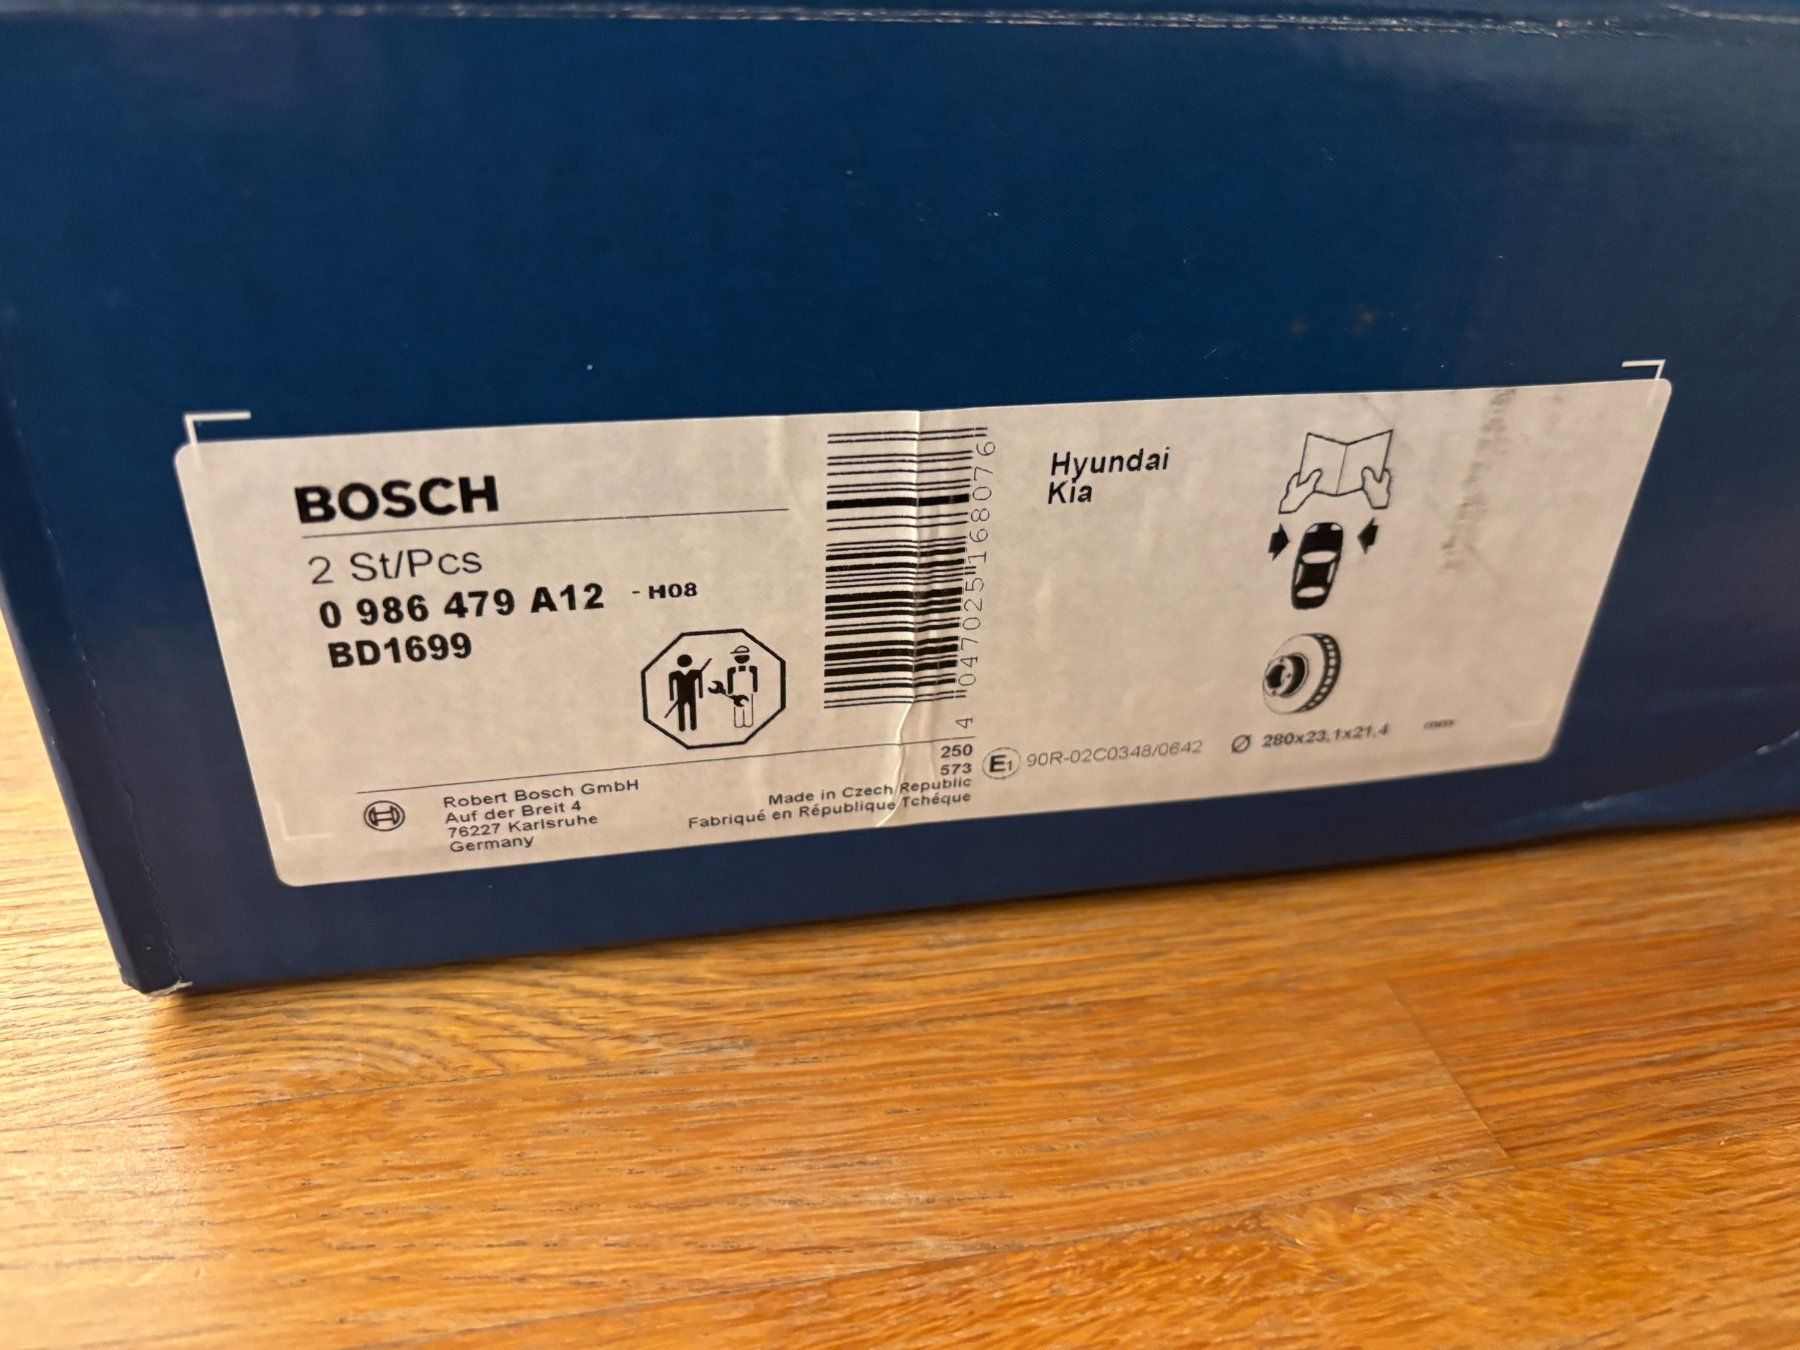 BOSCH
2 St/Pcs
0 986 479 A12 - H08
BD1699
4 047025 168076
Hyundai
Kia
250
573
E1 90R-02C0348/0642
Ø 280x23,1x21,4 mm
Robert Bosch GmbH
Auf der Breit 4
76227 Karlsruhe
Germany
Made in Czech Republic
Fabriqué en République Tchéque